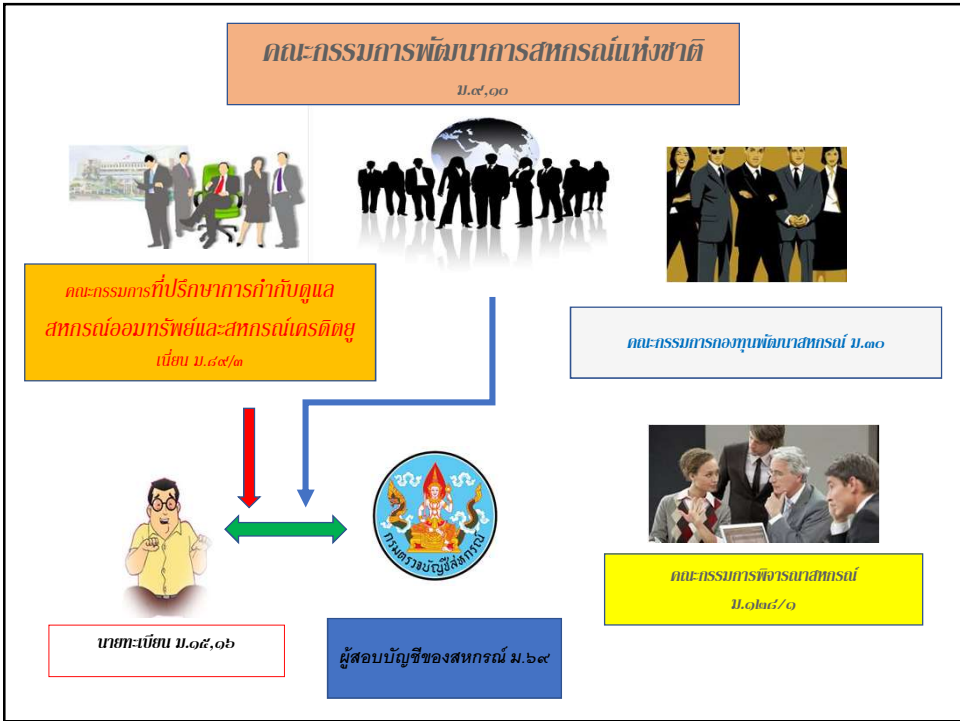 คณะกรรมการพัฒนาการสหกรณ์แห่งชาติ
ม.๙,๑๐
คณะกรรมการที่ปรึกษาการกำกับดูแล
สหกรณ์ออมทรัพย์และสหกรณ์เครดิตยู
เนี่ยน ม.๘๙/๓
คณะกรรมการกองทุนพัฒนาสหกรณ์ ม.๓๐
กรมตรวจบัญชีสหกรณ์
คณะกรรมการพิจารณาสหกรณ์
ม.๑๒๘/๑
นายทะเบียน ม.๑๕,๑๖
ผู้สอบบัญชีของสหกรณ์ ม.๖๙